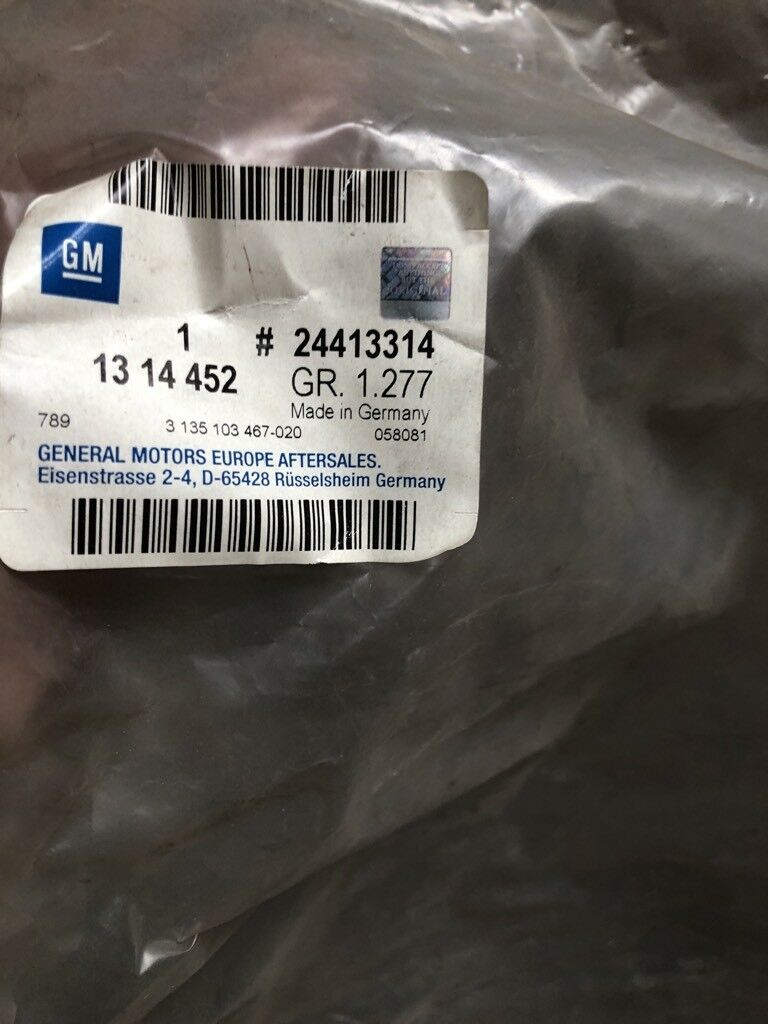 GM
ORIGINAL
1 # 24413314
13 14 452 GR. 1.277
Made in Germany
789 3 135 103 467-020 058081
GENERAL MOTORS EUROPE AFTERSALES.
Eisenstrasse 2-4, D-65428 Rüsselsheim Germany